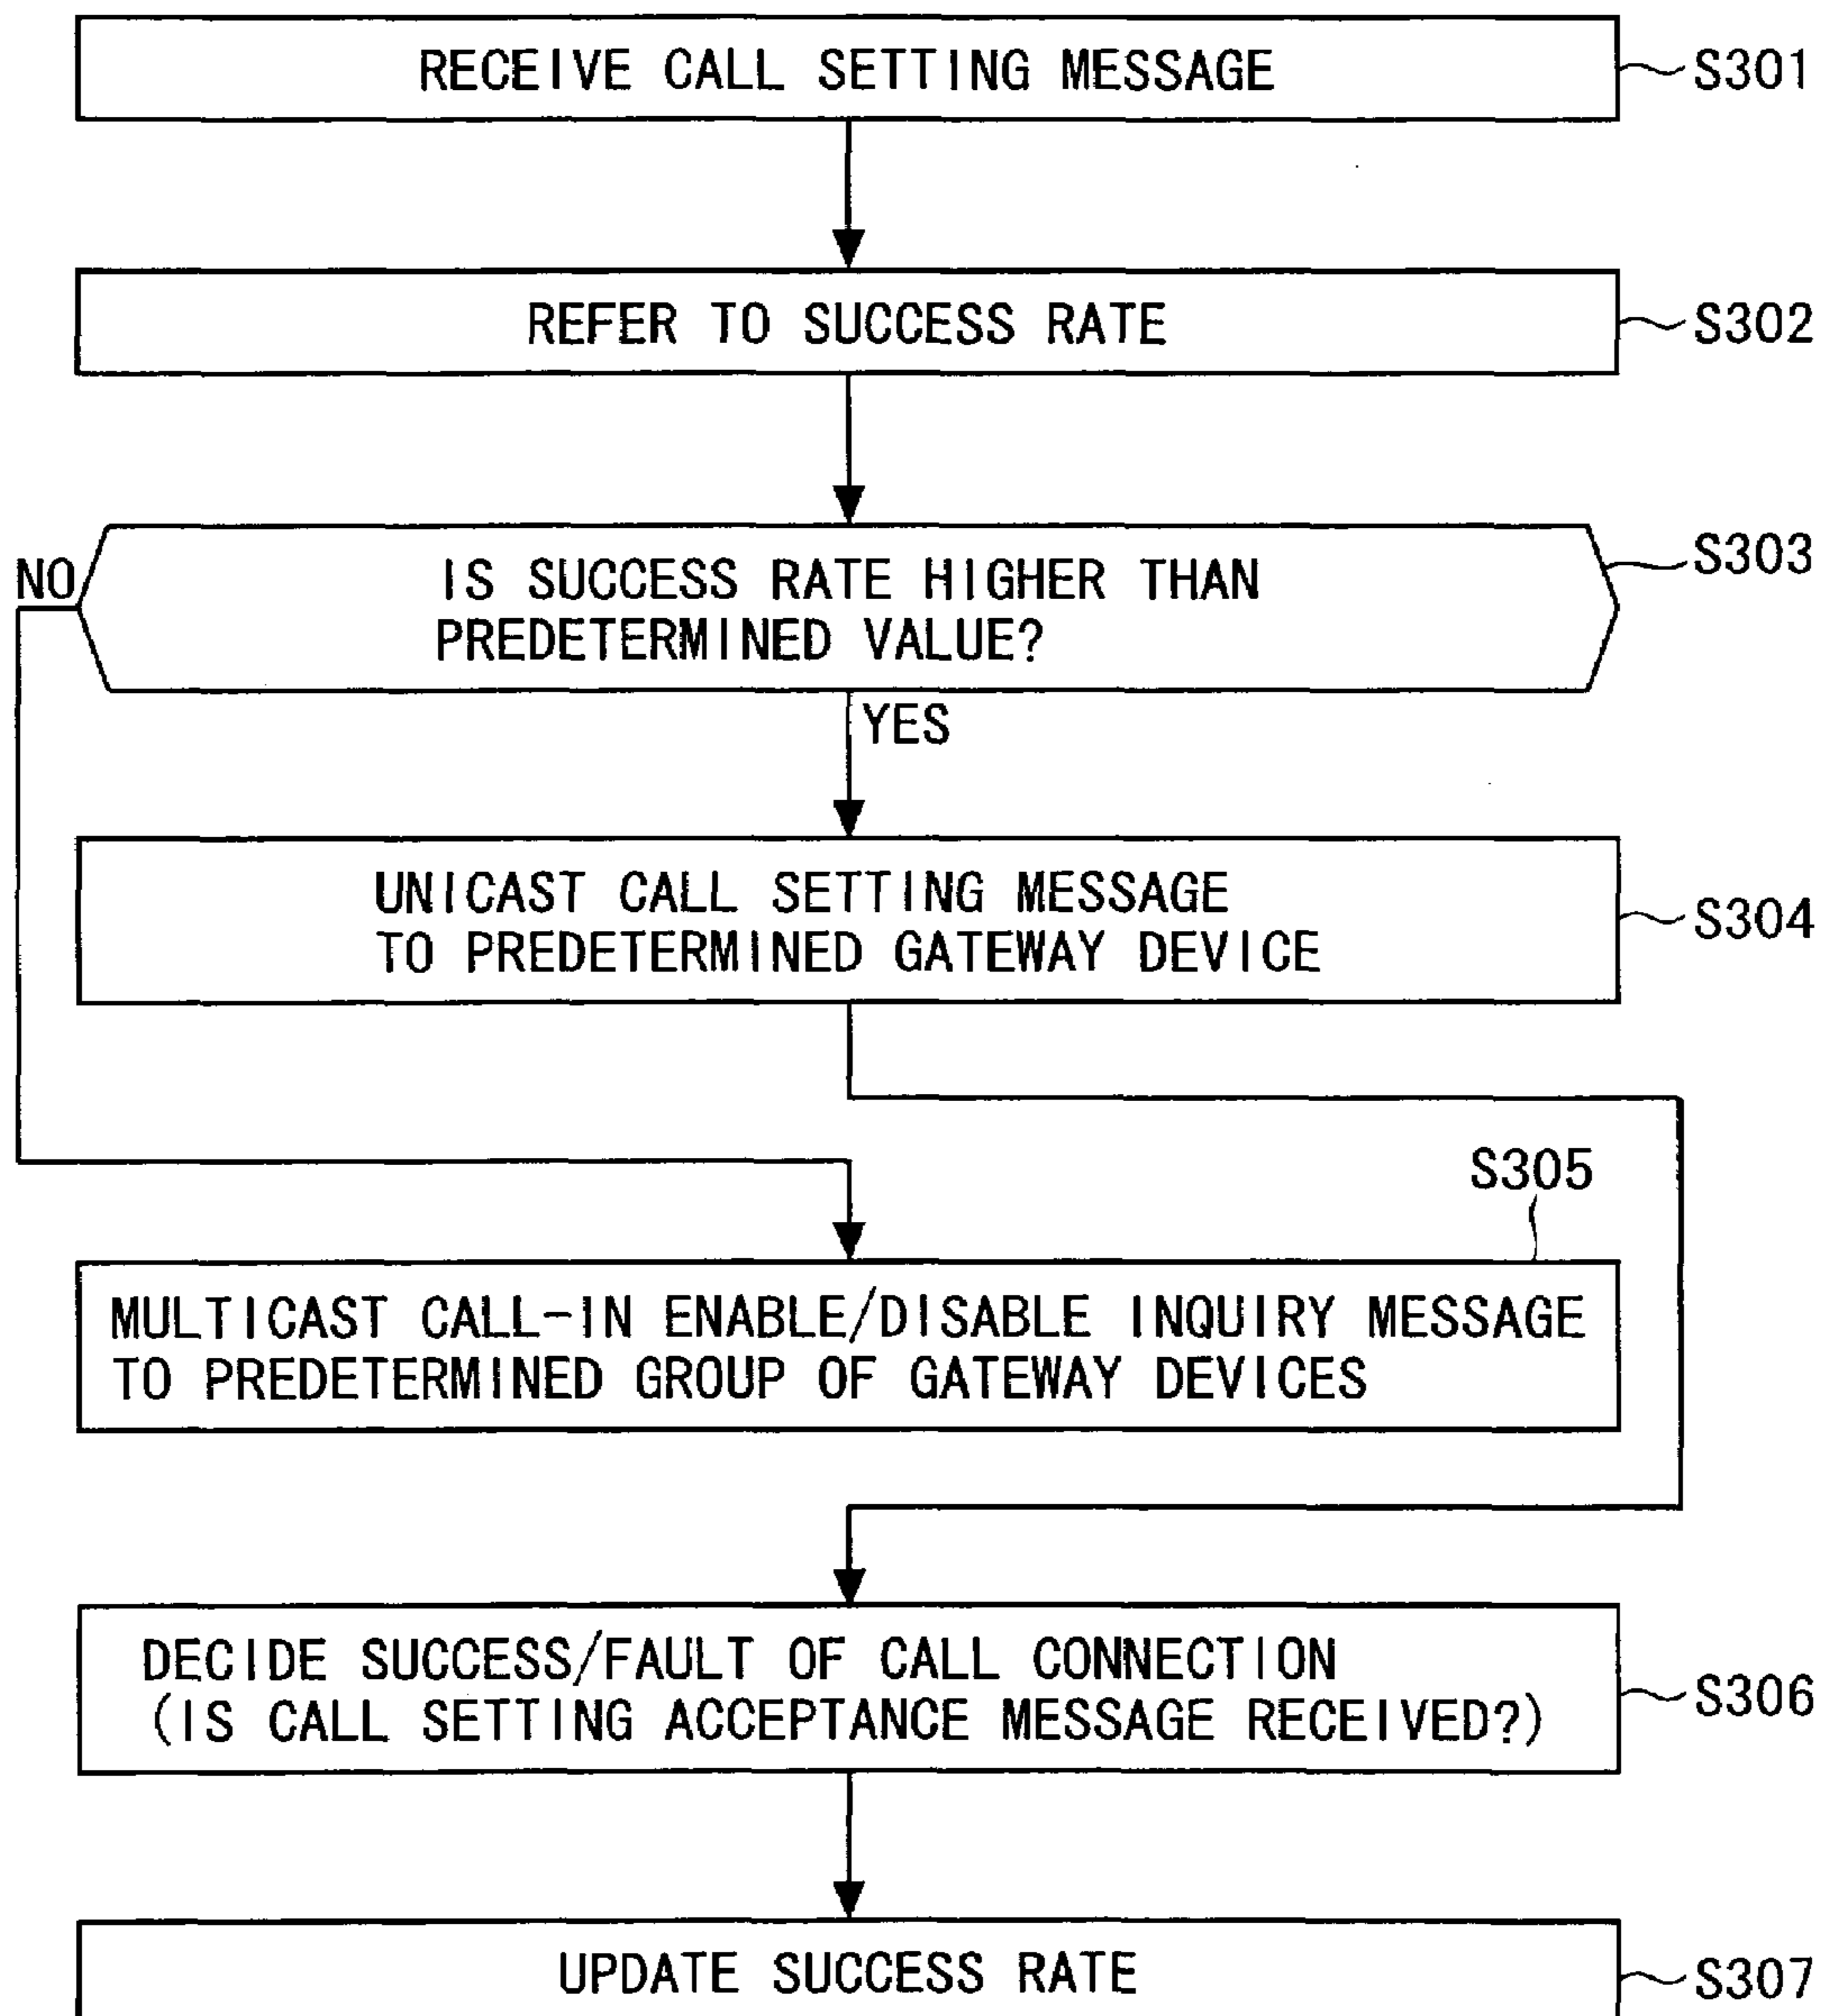 RECEIVE CALL SETTING MESSAGE
S301
REFER TO SUCCESS RATE
S302
IS SUCCESS RATE HIGHER THAN
PREDETERMINED VALUE?
S303
NO
YES
UNICAST CALL SETTING MESSAGE
TO PREDETERMINED GATEWAY DEVICE
S304
S305
MULTICAST CALL-IN ENABLE/DISABLE INQUIRY MESSAGE
TO PREDETERMINED GROUP OF GATEWAY DEVICES
DECIDE SUCCESS/FAULT OF CALL CONNECTION
(IS CALL SETTING ACCEPTANCE MESSAGE RECEIVED?)
S306
UPDATE SUCCESS RATE
S307